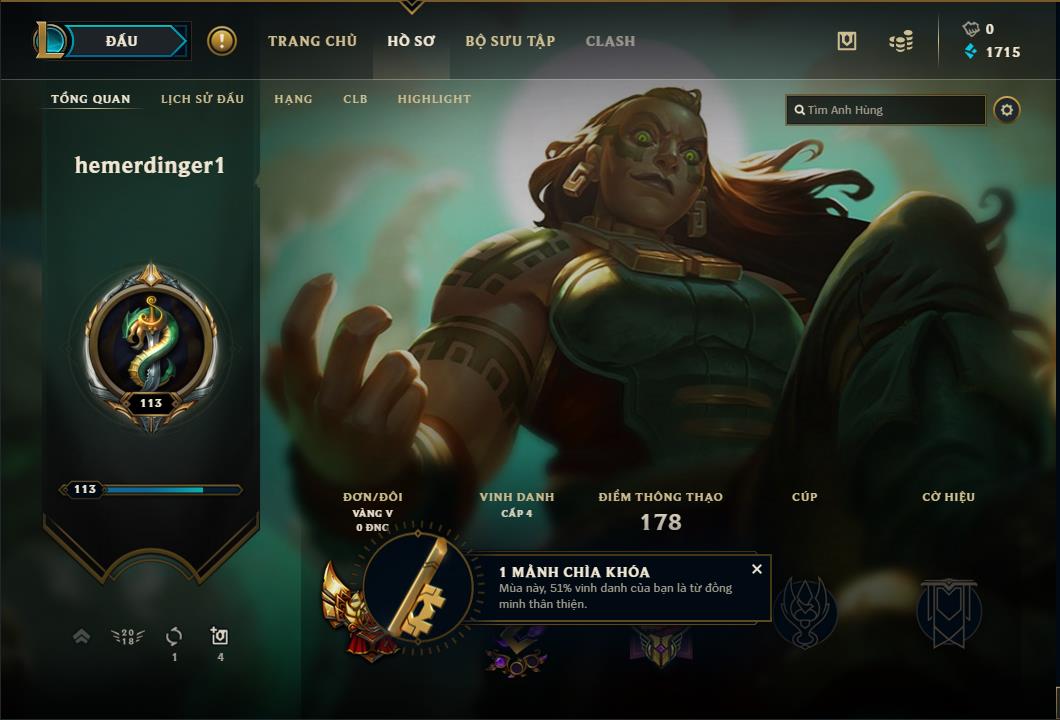 ĐẤU
TRANG CHỦ
HỒ SƠ
BỘ SƯU TẬP
CLASH
0
1715
TỔNG QUAN
LỊCH SỬ ĐẤU
HẠNG
CLB
HIGHLIGHT
Tìm Anh Hùng
hemerdinger1
113
113
ĐƠN/ĐÔI
VÀNG V
0 ĐNG
VINH DANH
CẤP 4
ĐIỂM THÔNG THẠO
178
CÚP
CỜ HIỆU
1 MẢNH CHÌA KHÓA
Mùa này, 51% vinh danh của bạn là từ đồng
minh thân thiện.
20
18
1
4